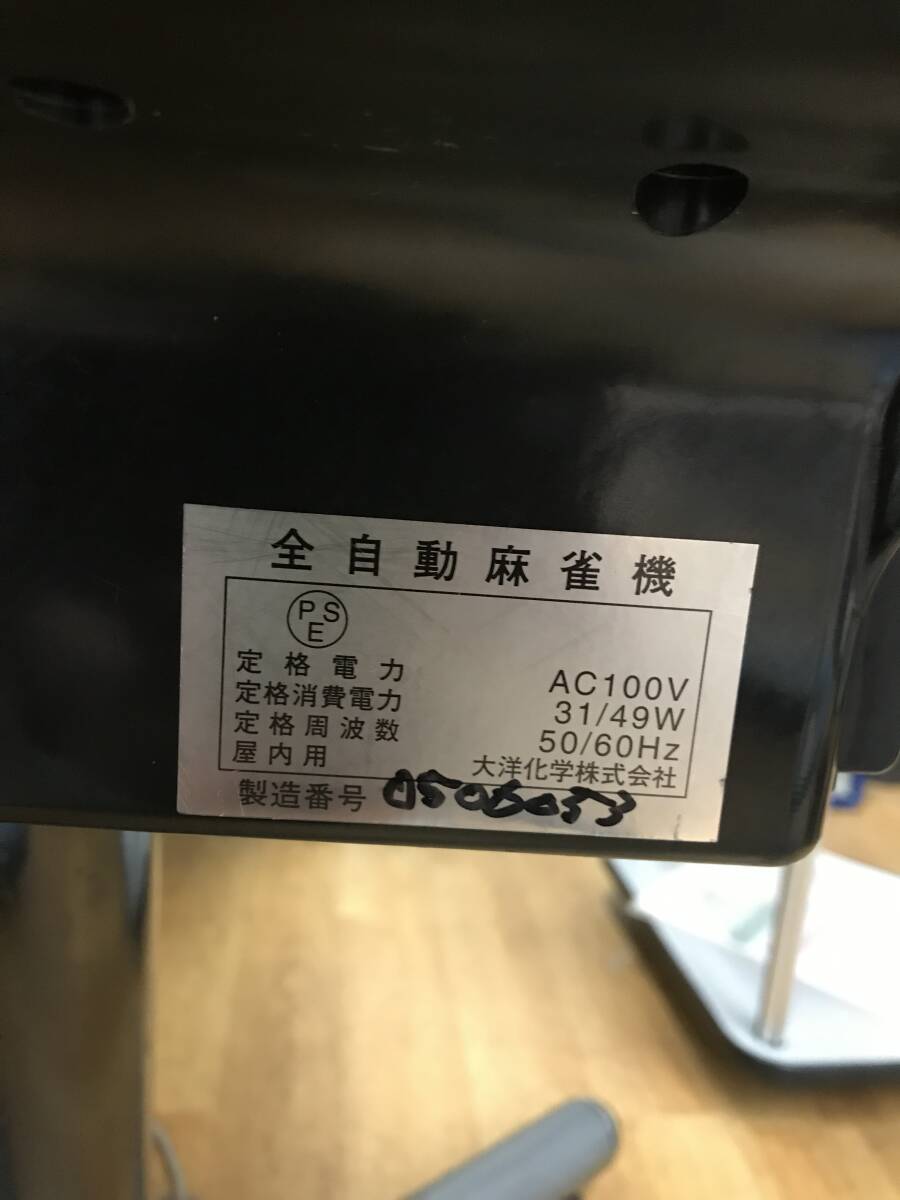 全自動麻雀機
PSE
定格電力 AC100V
定格消費電力 31/49W
定格周波数 50/60Hz
屋内用 大洋化学株式会社
製造番号 0506053